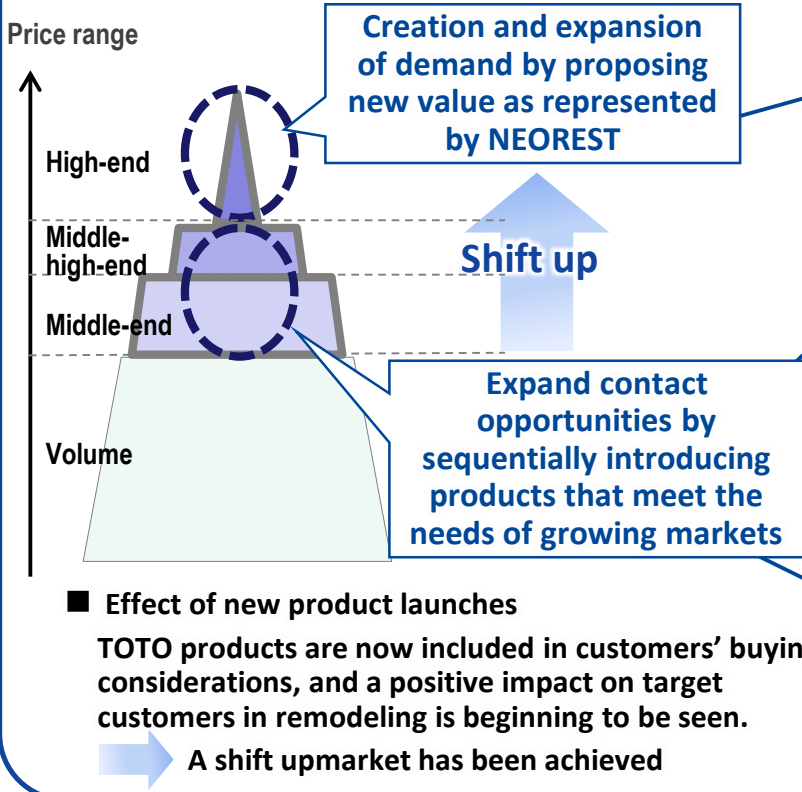 Price range
Creation and expansion
of demand by proposing
new value as represented
by NEOREST
High-end
Middle-
high-end
Shift up
Middle-end
Expand contact
opportunities by
sequentially introducing
products that meet the
needs of growing markets
Volume
■ Effect of new product launches
TOTO products are now included in customers’ buyin
considerations, and a positive impact on target
customers in remodeling is beginning to be seen.
A shift upmarket has been achieved